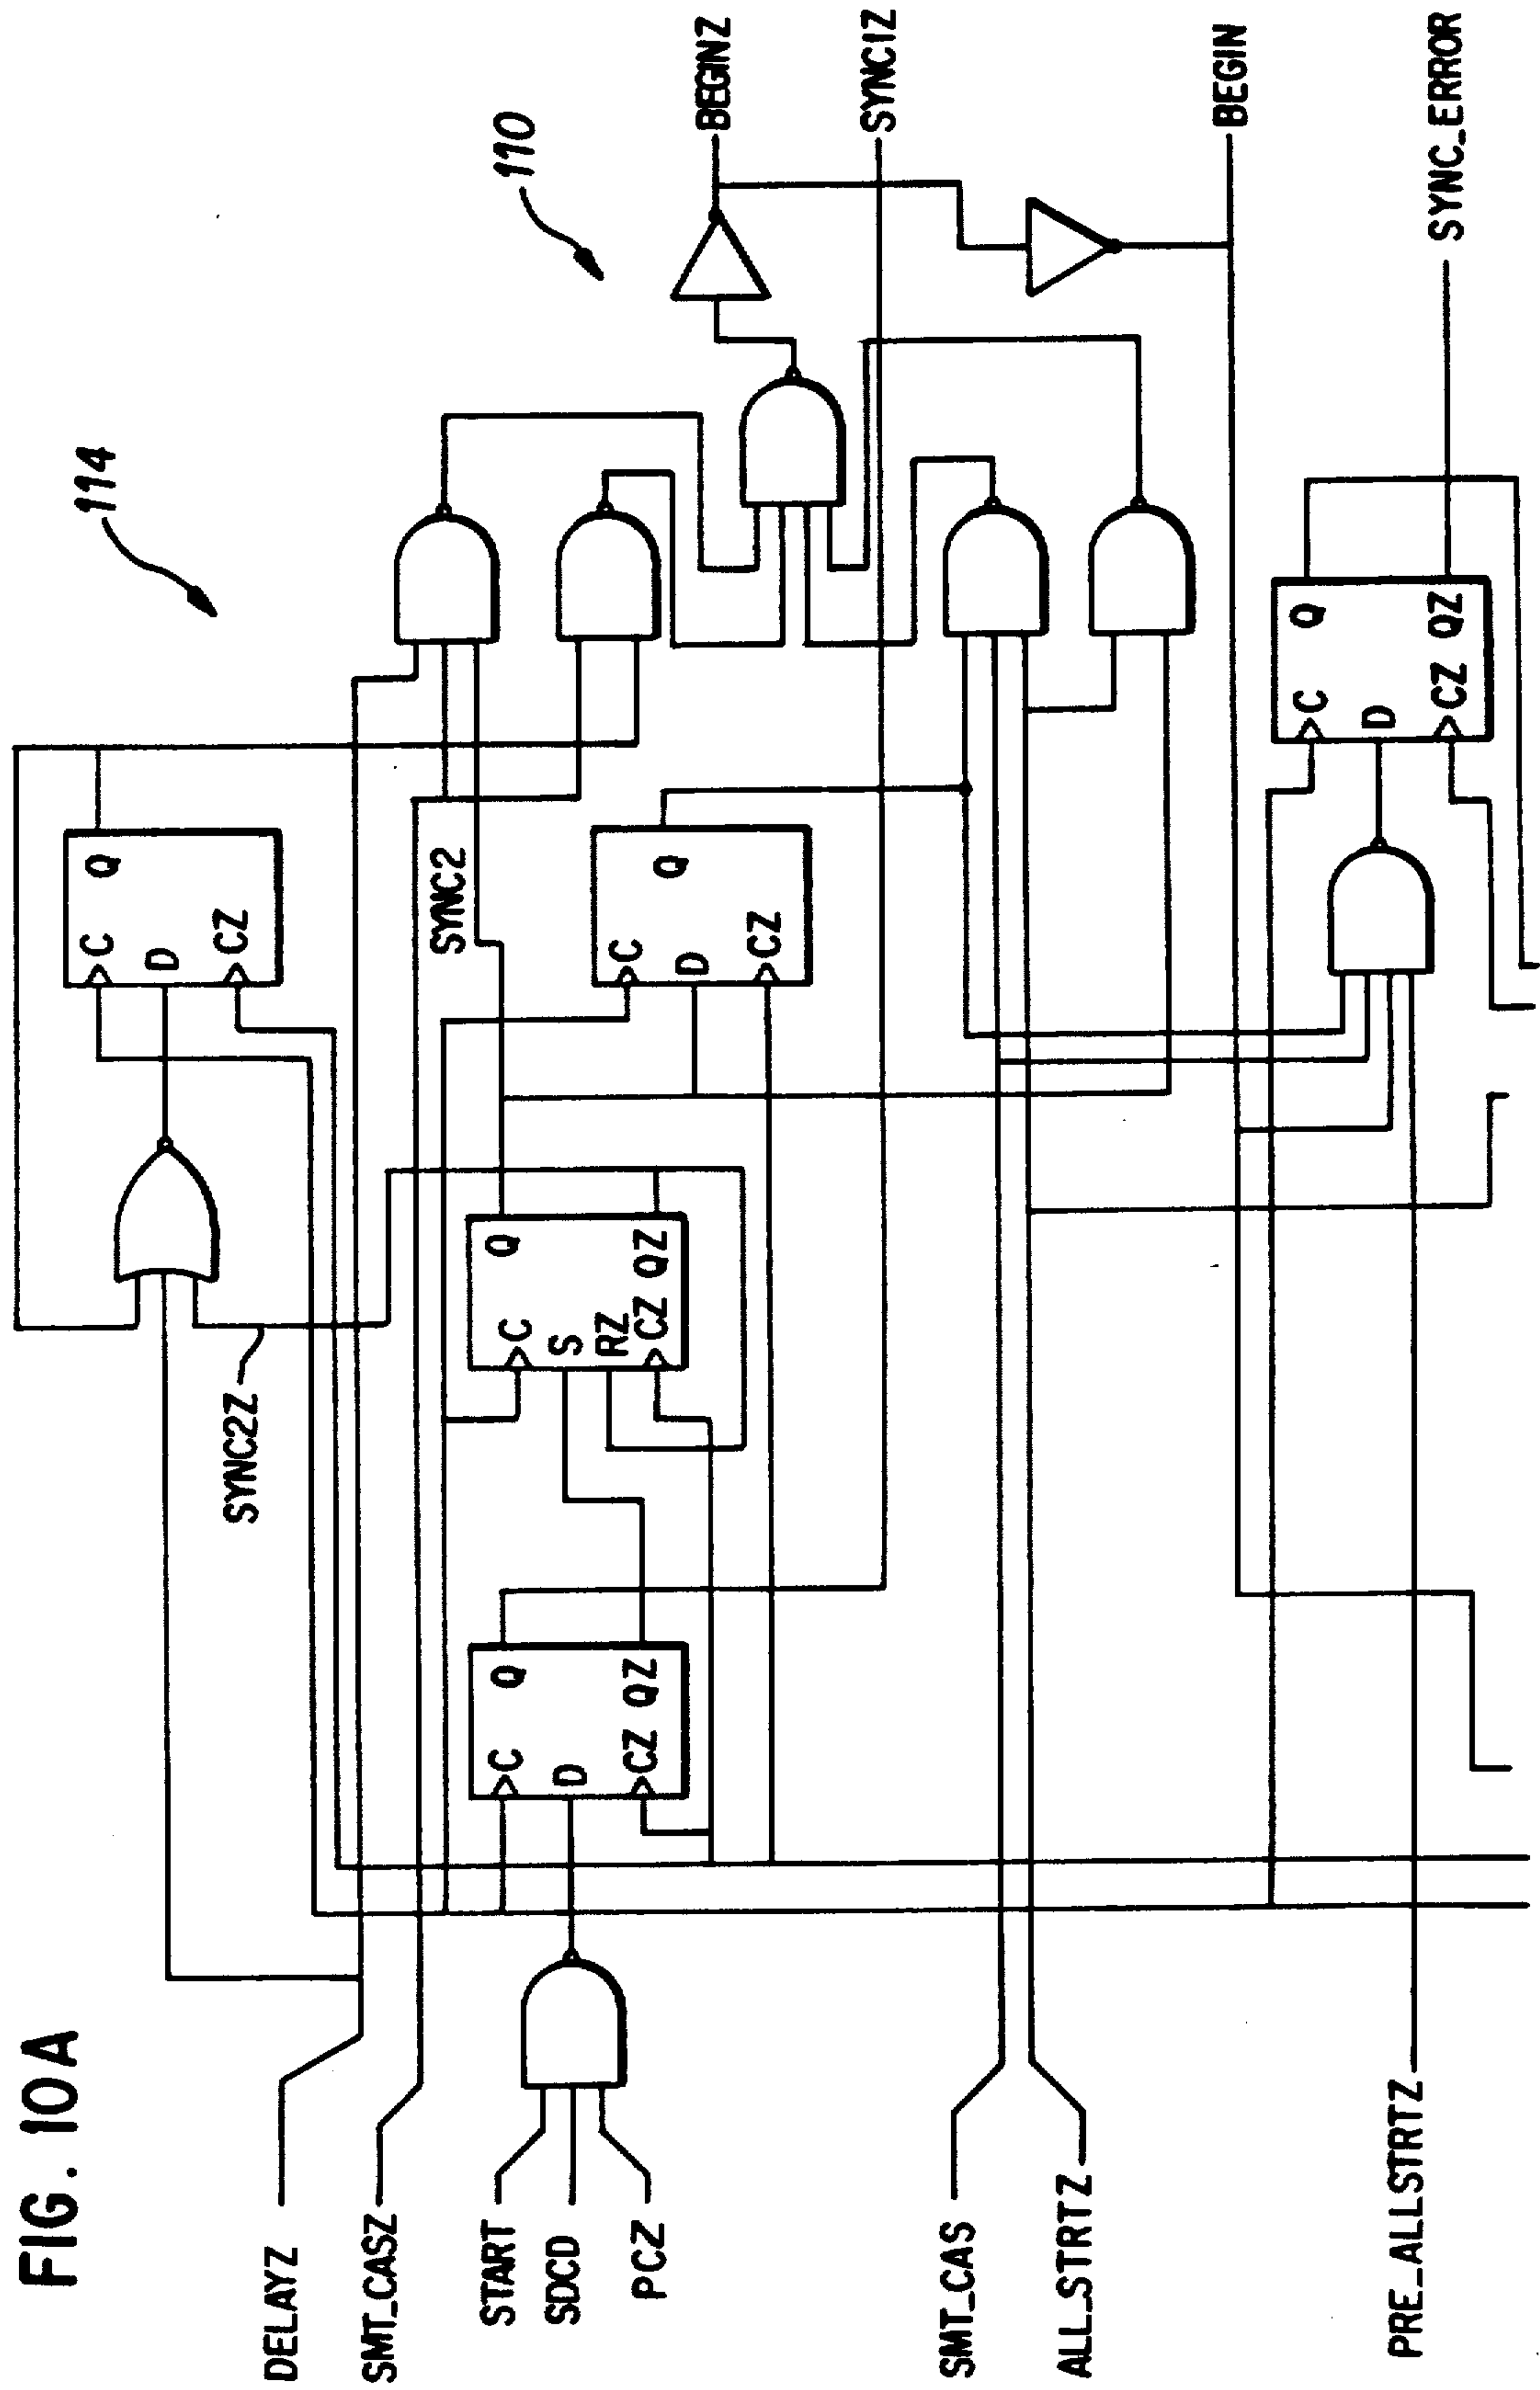 FIG. 10A
114
110
DELAYZ
SMT_CASZ
START
SDCD
PCZ
SMT_CAS
ALL_STRTZ
PRE_ALLSTRTZ
SYNC2Z
SYNC2
C
D
CZ
Q
C
D
CZ
Q
QZ
C
S
RZ
CZ
Q
QZ
C
D
CZ
Q
C
D
CZ
Q
QZ
BEGINZ
SYNC1Z
BEGIN
SYNC_ERROR